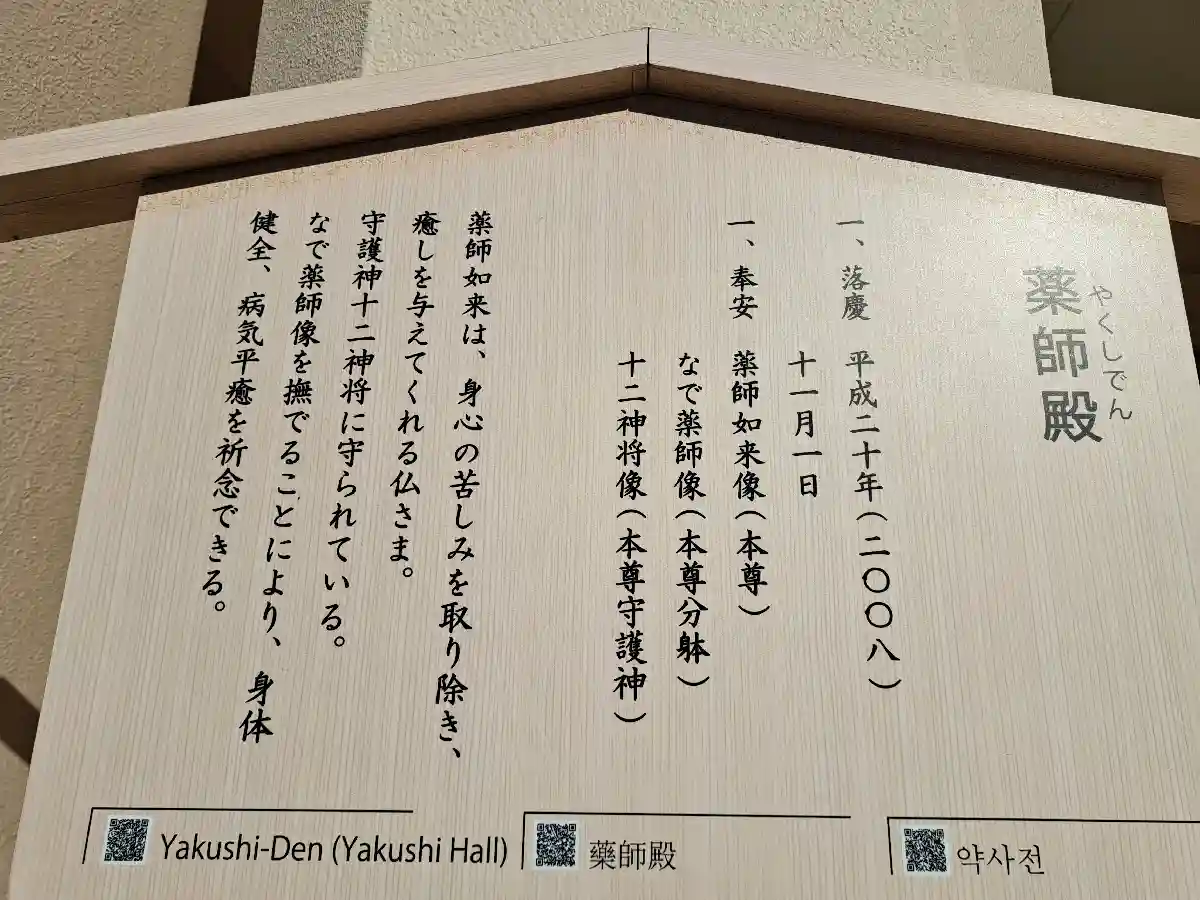 薬師殿
やくしでん
一、落慶　平成二十年(二〇〇八)
十一月一日
一、奉安　薬師如来像(本尊)
なで薬師像(本尊分躰)
十二神将像(本尊守護神)
薬師如来は、身心の苦しみを取り除き、
癒しを与えてくれる仏さま。
守護神十二神将に守られている。
なで薬師像を撫でることにより、身体
健全、病気平癒を祈念できる。
Yakushi-Den (Yakushi Hall)
藥師殿
약사전